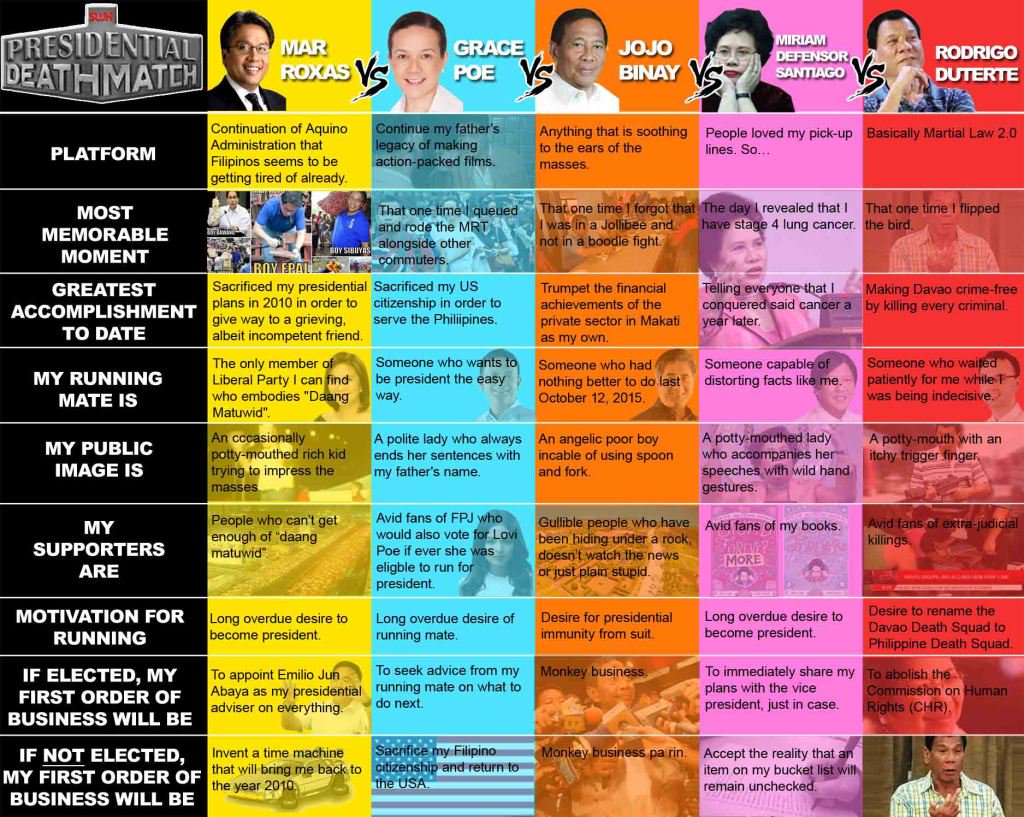 SWN
PRESIDENTIAL
DEATHMATCH
MAR
ROXAS
VS
GRACE
POE
VS
JOJO
BINAY
VS
MIRIAM
DEFENSOR
SANTIAGO
VS
RODRIGO
DUTERTE
PLATFORM
Continuation of Aquino
Administration that
Filipinos seems to be
getting tired of already.
Continue my father's
legacy of making
action-packed films.
Anything that is soothing
to the ears of the
masses.
People loved my pick-up
lines. So...
Basically Martial Law 2.0
MOST
MEMORABLE
MOMENT
BOY BAWANG
BOY EPAL
BOY SIBUYAS
That one time I queued
and rode the MRT
alongside other
commuters.
That one time I forgot that
I was in a Jollibee and
not in a boodle fight.
The day I revealed that I
have stage 4 lung cancer.
That one time I flipped
the bird.
GREATEST
ACCOMPLISHMENT
TO DATE
Sacrificed my presidential
plans in 2010 in order to
give way to a grieving,
albeit incompetent friend.
Sacrificed my US
citizenship in order to
serve the Philiipines.
Trumpet the financial
achievements of the
private sector in Makati
as my own.
Telling everyone that I
conquered said cancer a
year later.
Making Davao crime-free
by killing every criminal.
MY RUNNING
MATE IS
The only member of
Liberal Party I can find
who embodies "Daang
Matuwid".
Someone who wants to
be president the easy
way.
Someone who had
nothing better to do last
October 12, 2015.
Someone capable of
distorting facts like me.
Someone who waited
patiently for me while I
was being indecisive.
MY PUBLIC
IMAGE IS
An cccasionally
potty-mouthed rich kid
trying to impress the
masses.
A polite lady who always
ends her sentences with
my father's name.
An angelic poor boy
incable of using spoon
and fork.
A potty-mouthed lady
who accompanies her
speeches with wild hand
gestures.
A potty-mouth with an
itchy trigger finger.
MY
SUPPORTERS
ARE
People who can't get
enough of "daang
matuwid".
Avid fans of FPJ who
would also vote for Lovi
Poe if ever she was
eligble to run for
president.
Gullible people who have
been hiding under a rock,
doesn't watch the news
or just plain stupid.
Avid fans of my books.
MORE
FOREVER
Avid fans of extra-judicial
killings.
MOTIVATION FOR
RUNNING
Long overdue desire to
become president.
Long overdue desire of
running mate.
Desire for presidential
immunity from suit.
Long overdue desire to
become president.
Desire to rename the
Davao Death Squad to
Philippine Death Squad.
IF ELECTED, MY
FIRST ORDER OF
BUSINESS WILL BE
To appoint Emilio Jun
Abaya as my presidential
adviser on everything.
To seek advice from my
running mate on what to
do next.
Monkey business.
To immediately share my
plans with the vice
president, just in case.
To abolish the
Commission on Human
Rights (CHR).
IF NOT ELECTED,
MY FIRST ORDER OF
BUSINESS WILL BE
Invent a time machine
that will bring me back to
the year 2010.
Sacrifice my Filipino
citizenship and return to
the USA.
Monkey business pa rin.
Accept the reality that an
item on my bucket list will
remain unchecked.